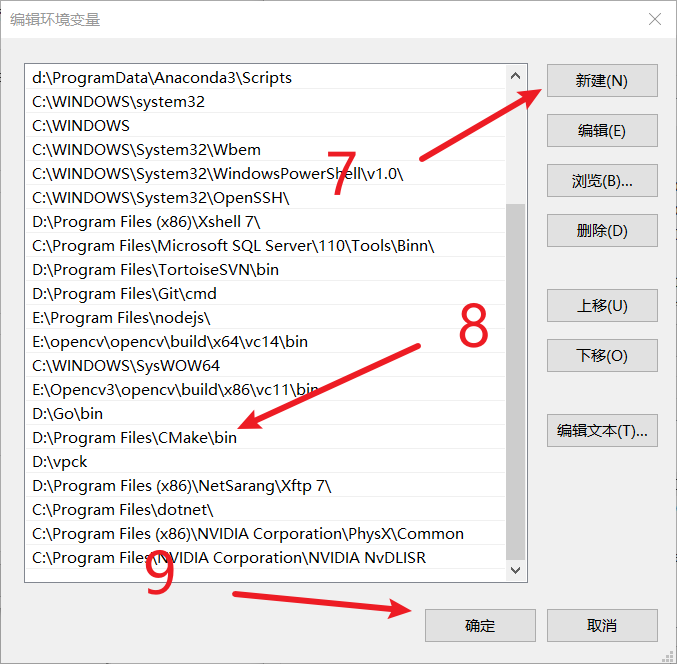 编辑环境变量
d:\ProgramData\Anaconda3\Scripts
C:\WINDOWS\system32
C:\WINDOWS
C:\WINDOWS\System32\Wbem
C:\WINDOWS\System32\WindowsPowerShell\v1.0\
C:\WINDOWS\System32\OpenSSH\
D:\Program Files (x86)\Xshell 7\
C:\Program Files\Microsoft SQL Server\110\Tools\Binn\
D:\Program Files\TortoiseSVN\bin
D:\Program Files\Git\cmd
E:\Program Files\nodejs\
E:\opencv\opencv\build\x64\vc14\bin
C:\WINDOWS\SysWOW64
E:\Opencv3\opencv\build\x86\vc11\bin
D:\Go\bin
D:\Program Files\CMake\bin
D:\vpck
D:\Program Files (x86)\NetSarang\Xftp 7\
C:\Program Files\dotnet\
C:\Program Files (x86)\NVIDIA Corporation\PhysX\Common
C:\Program Files\NVIDIA Corporation\NVIDIA NvDLISR
7
8
9
新建(N)
编辑(E)
浏览(B)...
删除(D)
上移(U)
下移(O)
编辑文本(T)...
确定
取消